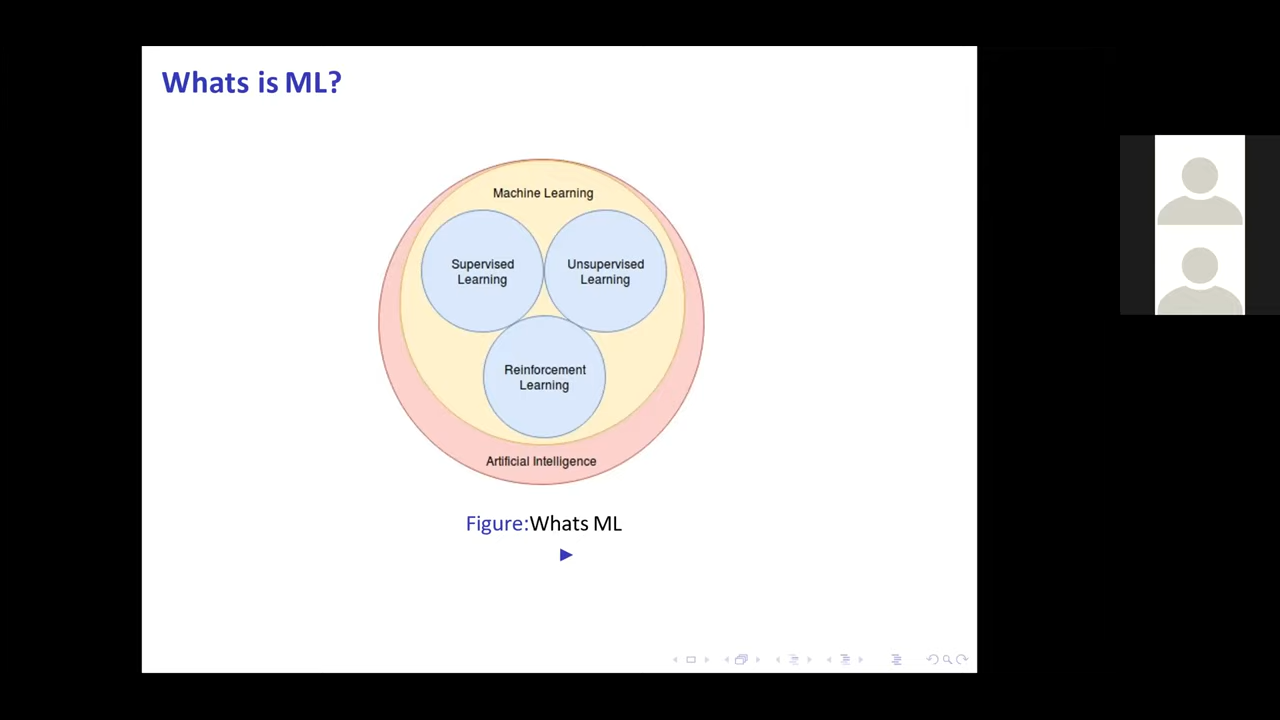 Whats is ML?
Machine Learning
Supervised
Learning
Unsupervised
Learning
Reinforcement
Learning
Artificial Intelligence
Figure:Whats ML